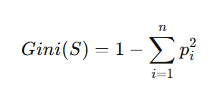 Gini(S) = 1 − ∑_{i=1}^{n} p_i^2